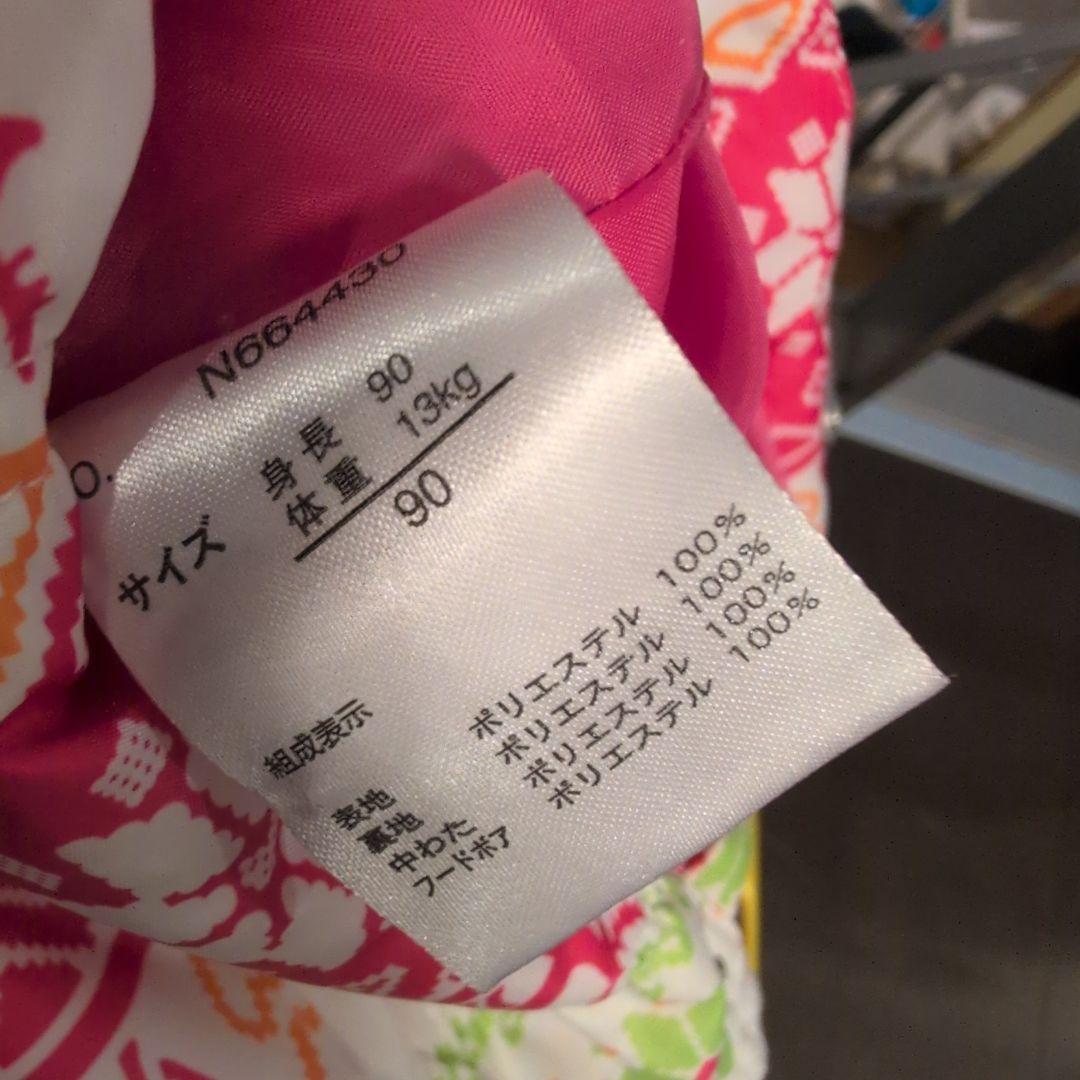 N664430
身長 90
体重 13kg
サイズ 90
組成表示
表地 ポリエステル 100%
裏地 ポリエステル 100%
中わた ポリエステル 100%
フードボア ポリエステル 100%